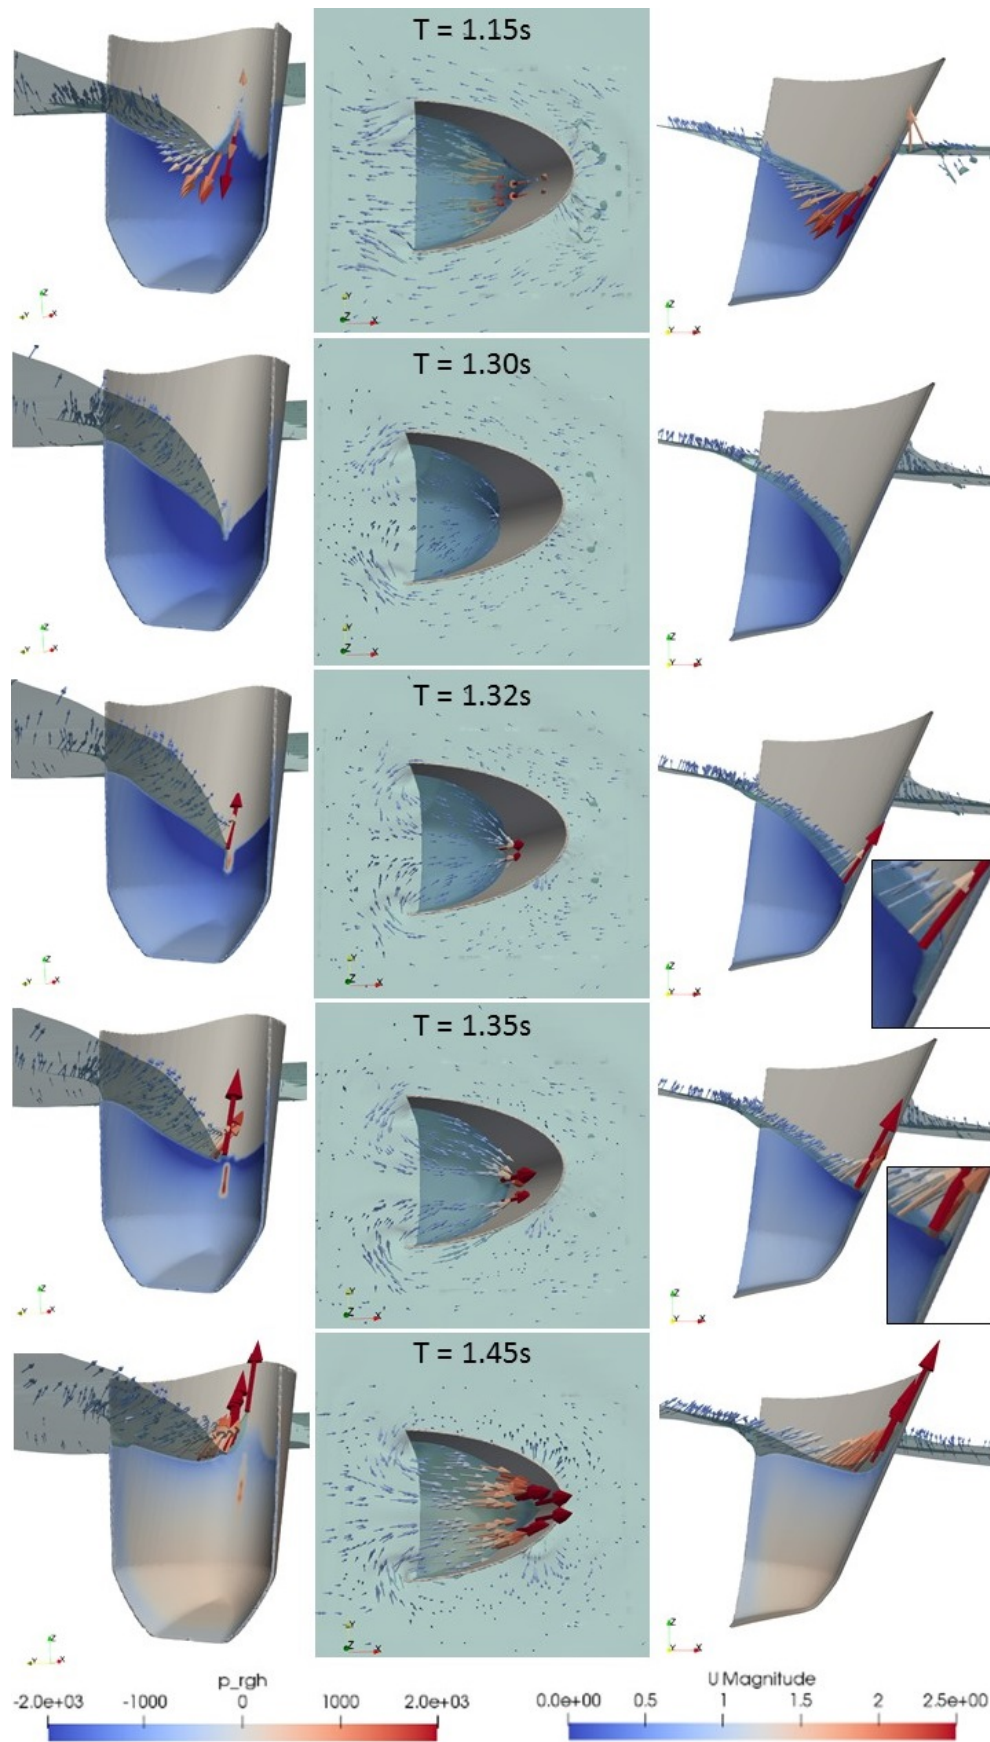 T = 1.15s
T = 1.30s
T = 1.32s
T = 1.35s
T = 1.45s
p_rgh
-2.0e+03 -1000 0 1000 2.0e+03
U Magnitude
0.0e+00 0.5 1 1.5 2 2.5e+00